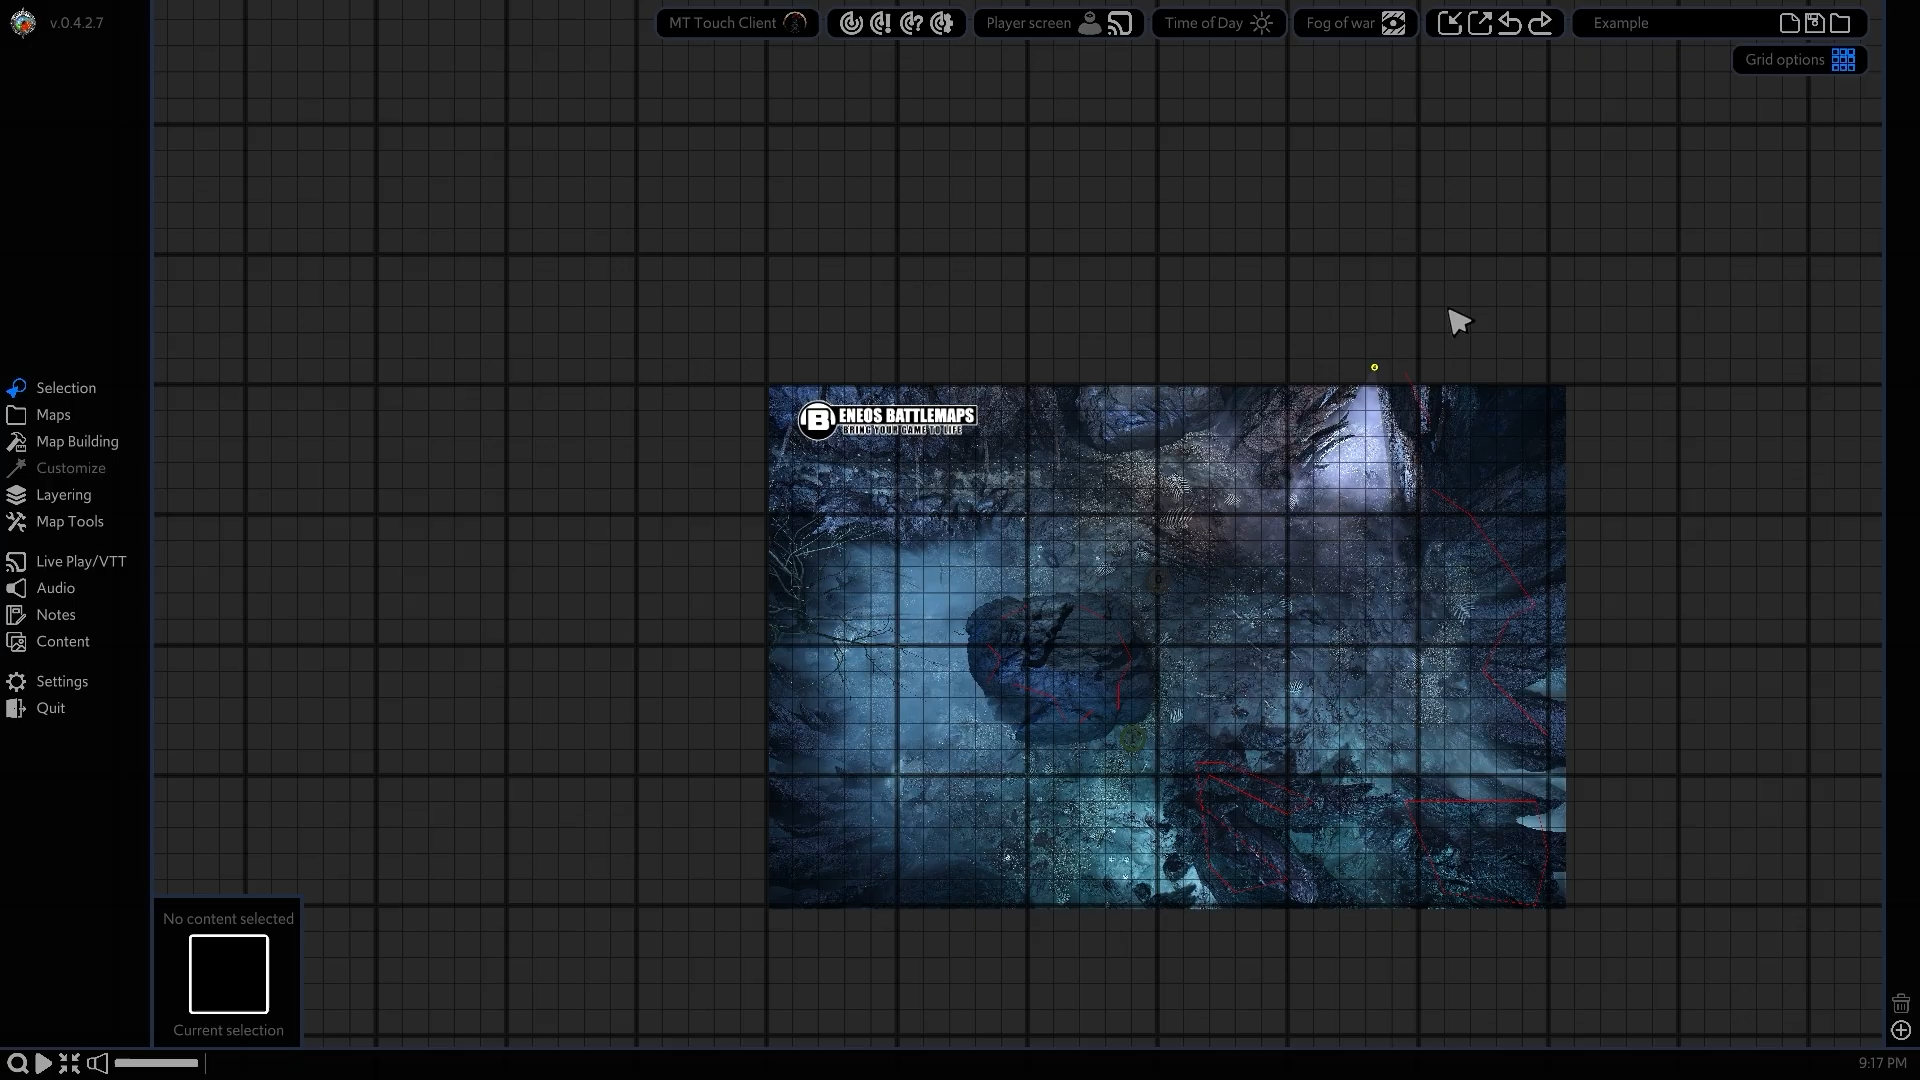 v.0.4.2.7
MT Touch Client
Player screen
Time of Day
Fog of war
Example
Grid options
Selection
Maps
Map Building
Customize
Layering
Map Tools
Live Play/VTT
Audio
Notes
Content
Settings
Quit
B ENEOS BATTLEMAPS
BRING YOUR GAME TO LIFE
No content selected
Current selection
9:17 PM